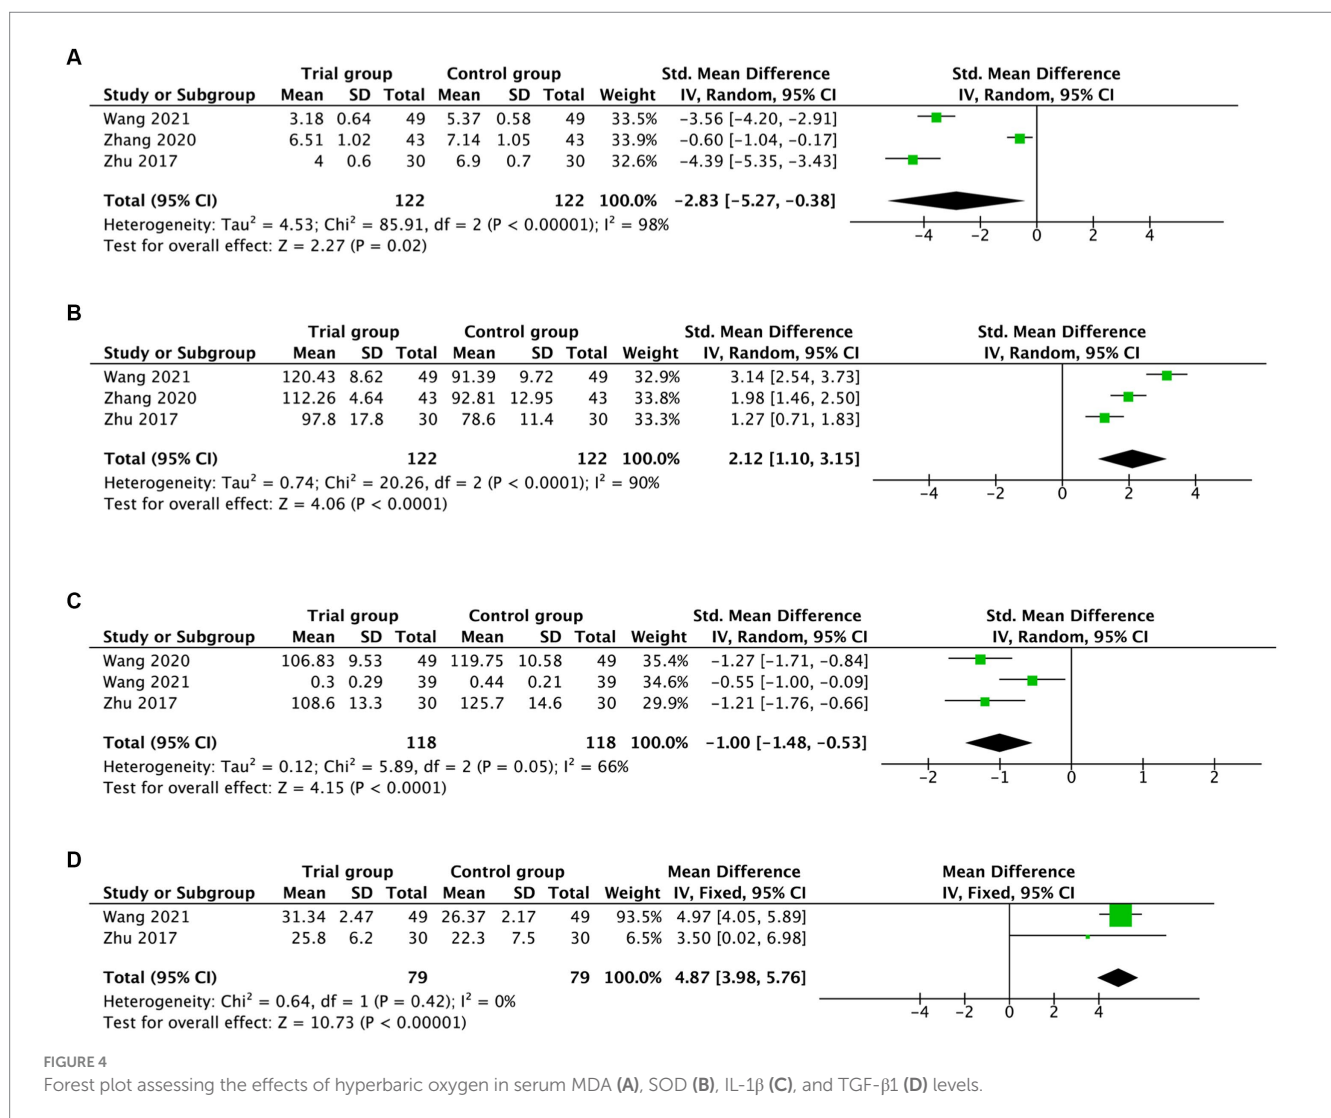 A
Trial group Control group Std. Mean Difference Std. Mean Difference
Study or Subgroup Mean SD Total Mean SD Total Weight IV, Random, 95% CI IV, Random, 95% CI
Wang 2021 3.18 0.64 49 5.37 0.58 49 33.5% −3.56 [−4.20, −2.91]
Zhang 2020 6.51 1.02 43 7.14 1.05 43 33.9% −0.60 [−1.04, −0.17]
Zhu 2017 4 0.6 30 6.9 0.7 30 32.6% −4.39 [−5.35, −3.43]
Total (95% CI) 122 122 100.0% −2.83 [−5.27, −0.38]
Heterogeneity: Tau² = 4.53; Chi² = 85.91, df = 2 (P < 0.00001); I² = 98%
Test for overall effect: Z = 2.27 (P = 0.02)
−4 −2 0 2 4
B
Trial group Control group Std. Mean Difference Std. Mean Difference
Study or Subgroup Mean SD Total Mean SD Total Weight IV, Random, 95% CI IV, Random, 95% CI
Wang 2021 120.43 8.62 49 91.39 9.72 49 32.9% 3.14 [2.54, 3.73]
Zhang 2020 112.26 4.64 43 92.81 12.95 43 33.8% 1.98 [1.46, 2.50]
Zhu 2017 97.8 17.8 30 78.6 11.4 30 33.3% 1.27 [0.71, 1.83]
Total (95% CI) 122 122 100.0% 2.12 [1.10, 3.15]
Heterogeneity: Tau² = 0.74; Chi² = 20.26, df = 2 (P < 0.0001); I² = 90%
Test for overall effect: Z = 4.06 (P < 0.0001)
−4 −2 0 2 4
C
Trial group Control group Std. Mean Difference Std. Mean Difference
Study or Subgroup Mean SD Total Mean SD Total Weight IV, Random, 95% CI IV, Random, 95% CI
Wang 2020 106.83 9.53 49 119.75 10.58 49 35.4% −1.27 [−1.71, −0.84]
Wang 2021 0.3 0.29 39 0.44 0.21 39 34.6% −0.55 [−1.00, −0.09]
Zhu 2017 108.6 13.3 30 125.7 14.6 30 29.9% −1.21 [−1.76, −0.66]
Total (95% CI) 118 118 100.0% −1.00 [−1.48, −0.53]
Heterogeneity: Tau² = 0.12; Chi² = 5.89, df = 2 (P = 0.05); I² = 66%
Test for overall effect: Z = 4.15 (P < 0.0001)
−2 −1 0 1 2
D
Trial group Control group Mean Difference Mean Difference
Study or Subgroup Mean SD Total Mean SD Total Weight IV, Fixed, 95% CI IV, Fixed, 95% CI
Wang 2021 31.34 2.47 49 26.37 2.17 49 93.5% 4.97 [4.05, 5.89]
Zhu 2017 25.8 6.2 30 22.3 7.5 30 6.5% 3.50 [0.02, 6.98]
Total (95% CI) 79 79 100.0% 4.87 [3.98, 5.76]
Heterogeneity: Chi² = 0.64, df = 1 (P = 0.42); I² = 0%
Test for overall effect: Z = 10.73 (P < 0.00001)
−4 −2 0 2 4
FIGURE 4
Forest plot assessing the effects of hyperbaric oxygen in serum MDA (A), SOD (B), IL-1β (C), and TGF-β1 (D) levels.